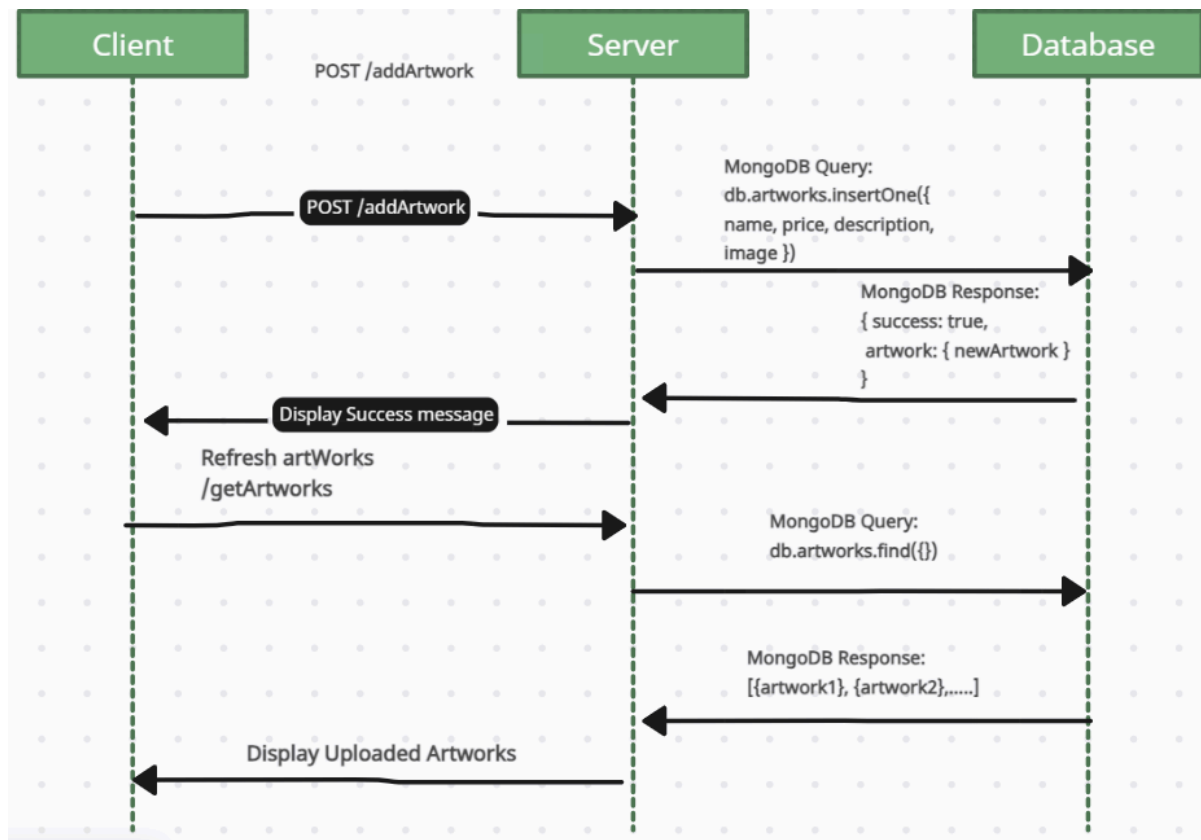 Client
Server
Database
POST /addArtwork
MongoDB Query:
db.artworks.insertOne({
name, price, description,
image })
POST /addArtwork
MongoDB Response:
{ success: true,
artwork: { newArtwork }
}
Display Success message
Refresh artWorks
/getArtworks
MongoDB Query:
db.artworks.find({})
MongoDB Response:
[{artwork1}, {artwork2},.....]
Display Uploaded Artworks